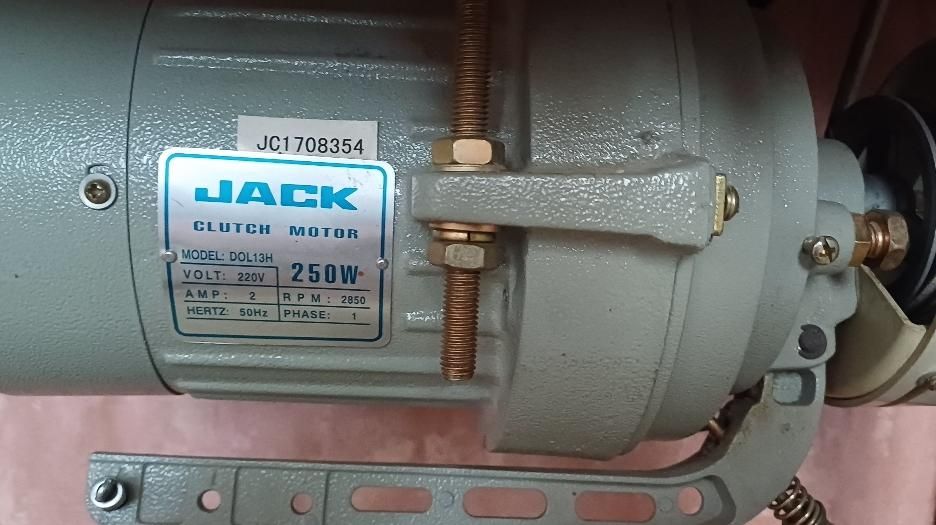 JC1708354
JACK
CLUTCH MOTOR
MODEL: DOL13H
VOLT: 220V 250W
AMP: 2 RPM: 2850
HERTZ: 50Hz PHASE: 1